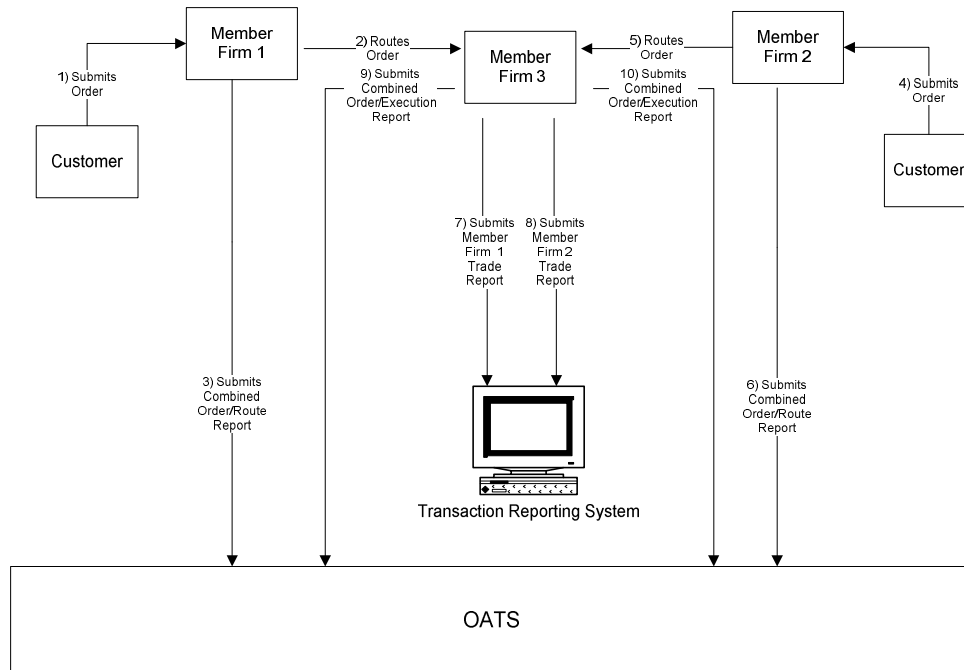 Member
Firm 1
2) Routes
Order
Member
Firm 3
5) Routes
Order
Member
Firm 2
1) Submits
Order
9) Submits
Combined
Order/Execution
Report
10) Submits
Combined
Order/Execution
Report
4) Submits
Order
Customer
Customer
7) Submits
Member
Firm 1
Trade
Report
8) Submits
Member
Firm 2
Trade
Report
3) Submits
Combined
Order/Route
Report
6) Submits
Combined
Order/Route
Report
Transaction Reporting System
OATS